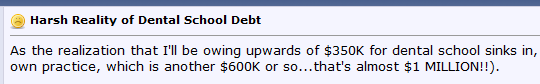 Harsh Reality of Dental School Debt
As the realization that I'll be owing upwards of $350K for dental school sinks in,
own practice, which is another $600K or so...that's almost $1 MILLION!!).